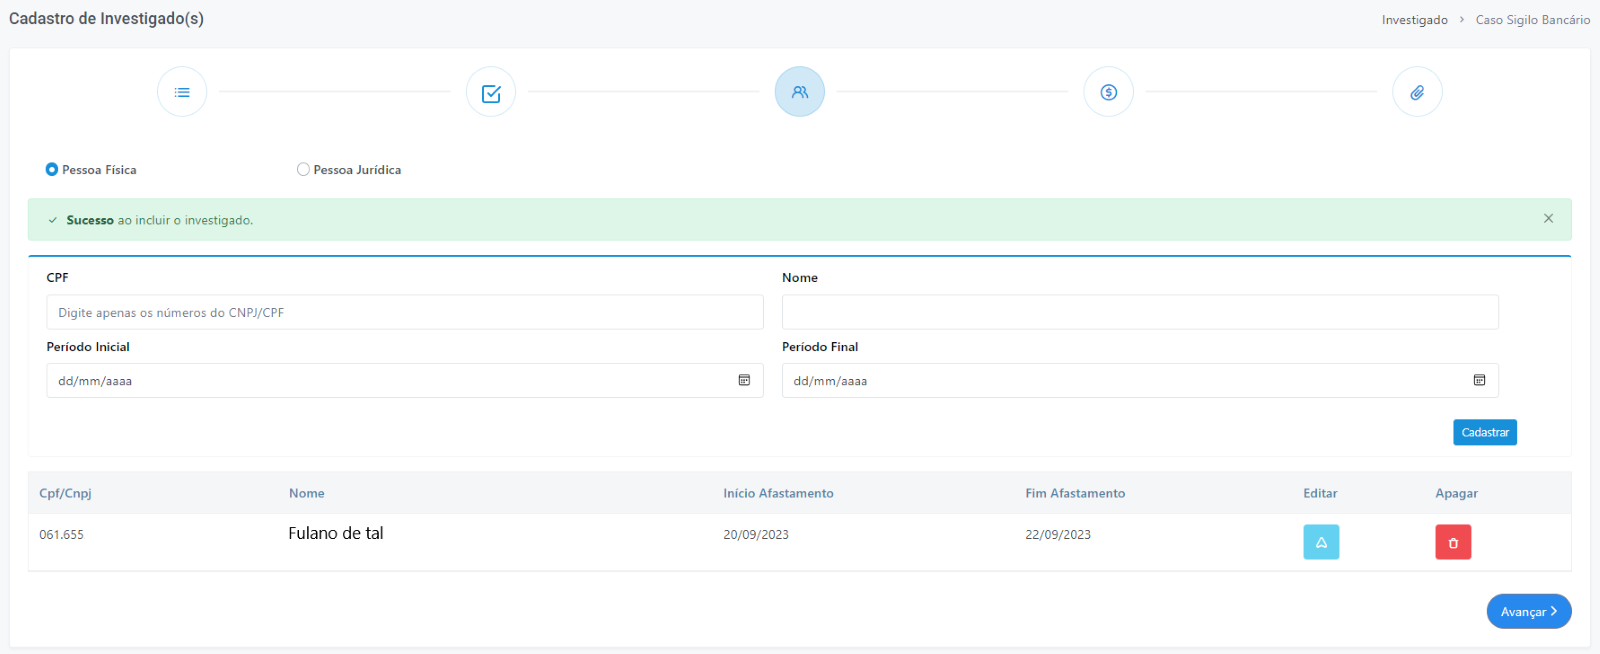 Cadastro de Investigado(s)
Investigado > Caso Sigilo Bancário
Pessoa Física
Pessoa Jurídica
Sucesso ao incluir o investigado.
CPF
Nome
Digite apenas os números do CNPJ/CPF
Período Inicial
Período Final
dd/mm/aaaa
dd/mm/aaaa
Cadastrar
Cpf/Cnpj Nome Início Afastamento Fim Afastamento Editar Apagar
061.655 Fulano de tal 20/09/2023 22/09/2023
Avançar >